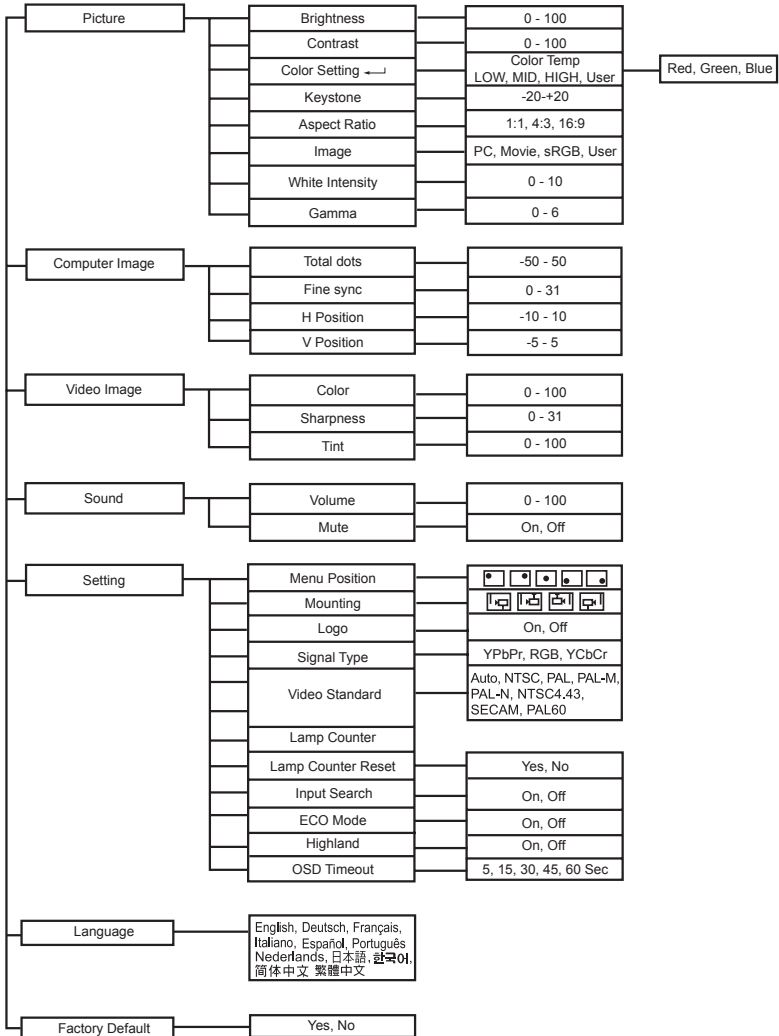 Picture
Brightness
0 - 100
Contrast
0 - 100
Color Setting
Color Temp
LOW, MID, HIGH, User
Red, Green, Blue
Keystone
-20-+20
Aspect Ratio
1:1, 4:3, 16:9
Image
PC, Movie, sRGB, User
White Intensity
0 - 10
Gamma
0 - 6
Computer Image
Total dots
-50 - 50
Fine sync
0 - 31
H Position
-10 - 10
V Position
-5 - 5
Video Image
Color
0 - 100
Sharpness
0 - 31
Tint
0 - 100
Sound
Volume
0 - 100
Mute
On, Off
Setting
Menu Position
Mounting
Logo
On, Off
Signal Type
YPbPr, RGB, YCbCr
Video Standard
Auto, NTSC, PAL, PAL-M,
PAL-N, NTSC4.43,
SECAM, PAL60
Lamp Counter
Lamp Counter Reset
Yes, No
Input Search
On, Off
ECO Mode
On, Off
Highland
On, Off
OSD Timeout
5, 15, 30, 45, 60 Sec
Language
English, Deutsch, Français,
Italiano, Español, Português
Nederlands, 日本語, 한국어,
简体中文 繁體中文
Factory Default
Yes, No